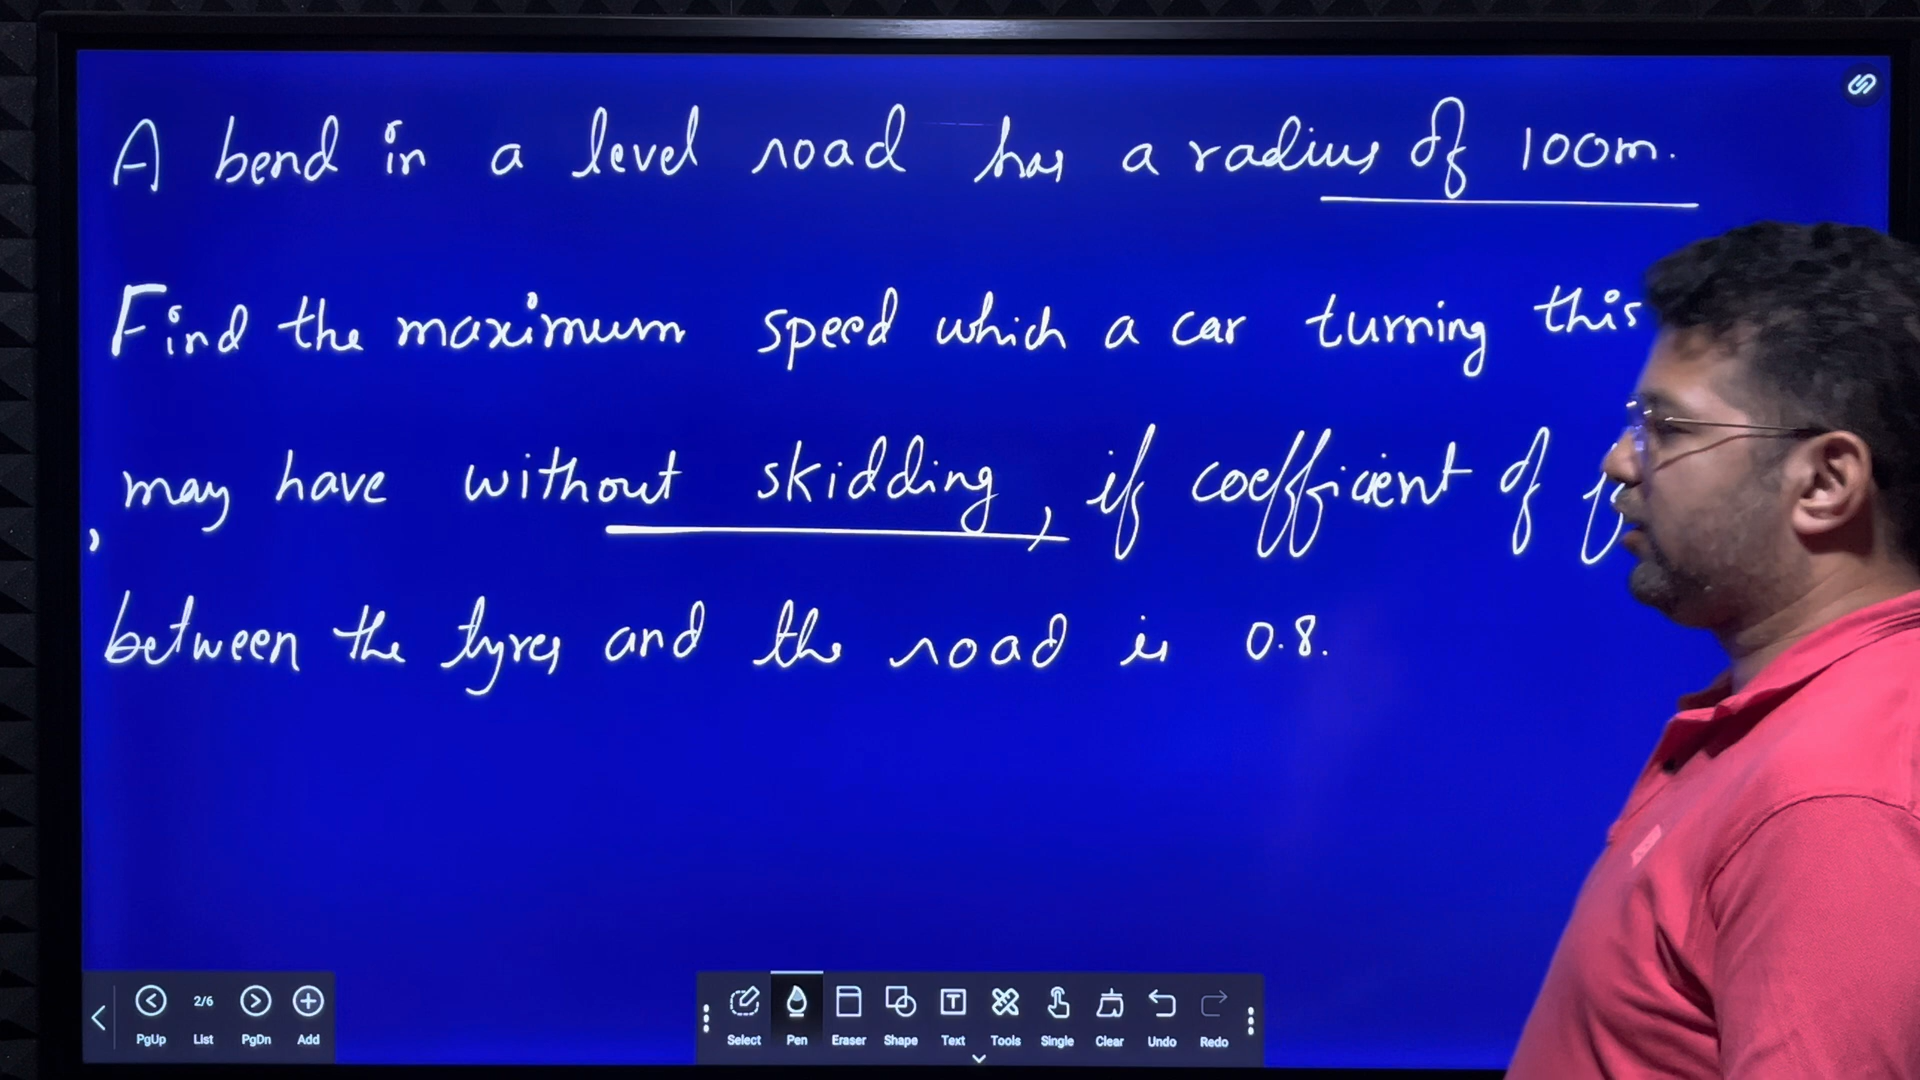 A bend in a level road has a radius of 100m.
Find the maximum speed which a car turning this
may have without skidding, if coefficient of
between the tyres and the road is 0.8.
PgUp 2/6 List PgDn Add
Select Pen Eraser Shape Text Tools Single Clear Undo Redo